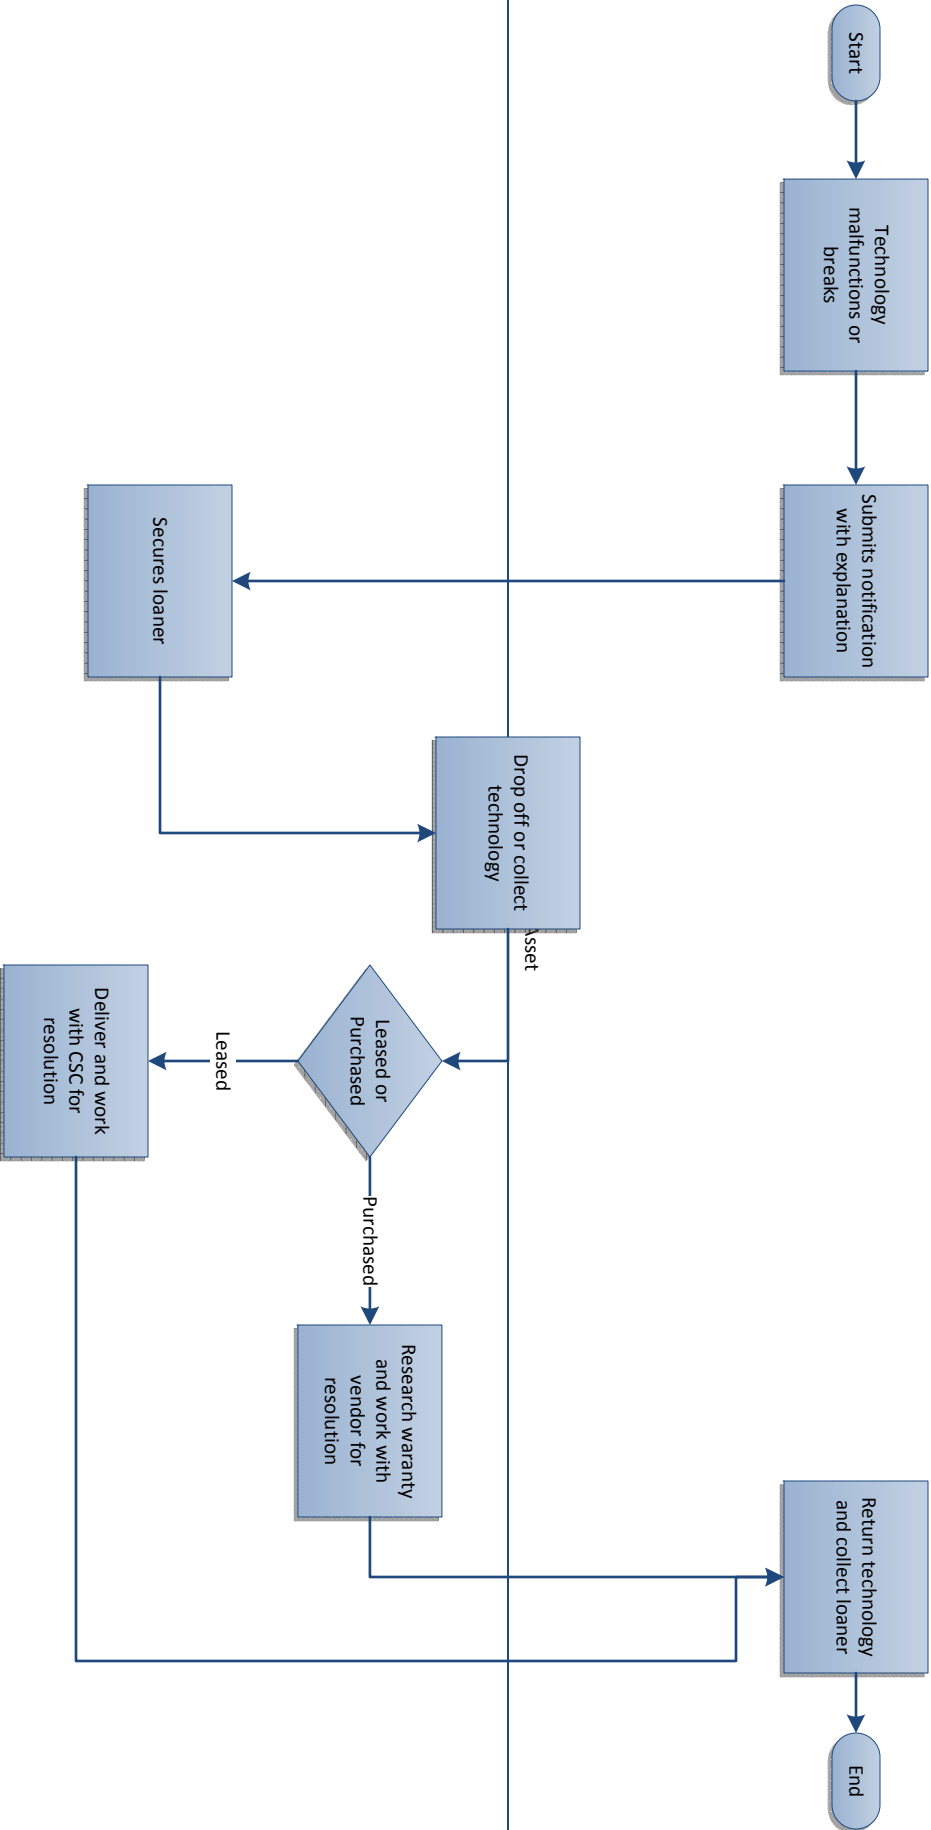 Start
Technology
malfunctions or
breaks
Submits notification
with explanation
Secures loaner
Drop off or collect
technology
Asset
Leased or
Purchased
Leased
Deliver and work
with CSC for
resolution
Purchased
Research waranty
and work with
vendor for
resolution
Return technology
and collect loaner
End